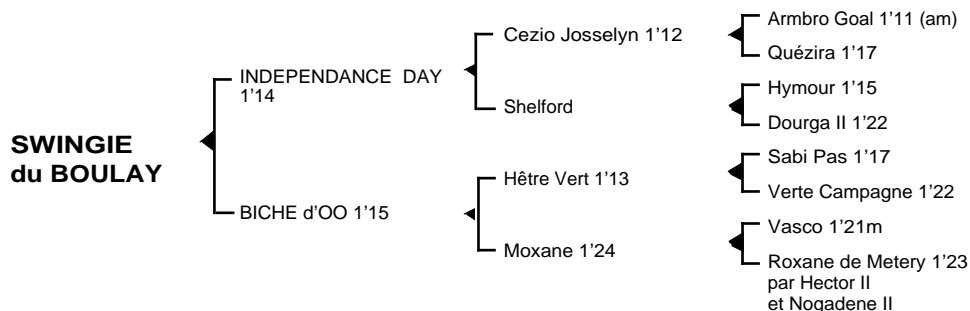 SWINGIE
du BOULAY
INDEPENDANCE DAY
1'14
BICHE d'OO 1'15
Cezio Josselyn 1'12
Shelford
Hêtre Vert 1'13
Moxane 1'24
Armbro Goal 1'11 (am)
Quézira 1'17
Hymour 1'15
Dourga II 1'22
Sabi Pas 1'17
Verte Campagne 1'22
Vasco 1'21m
Roxane de Metery 1'23
par Hector II
et Nogadene II